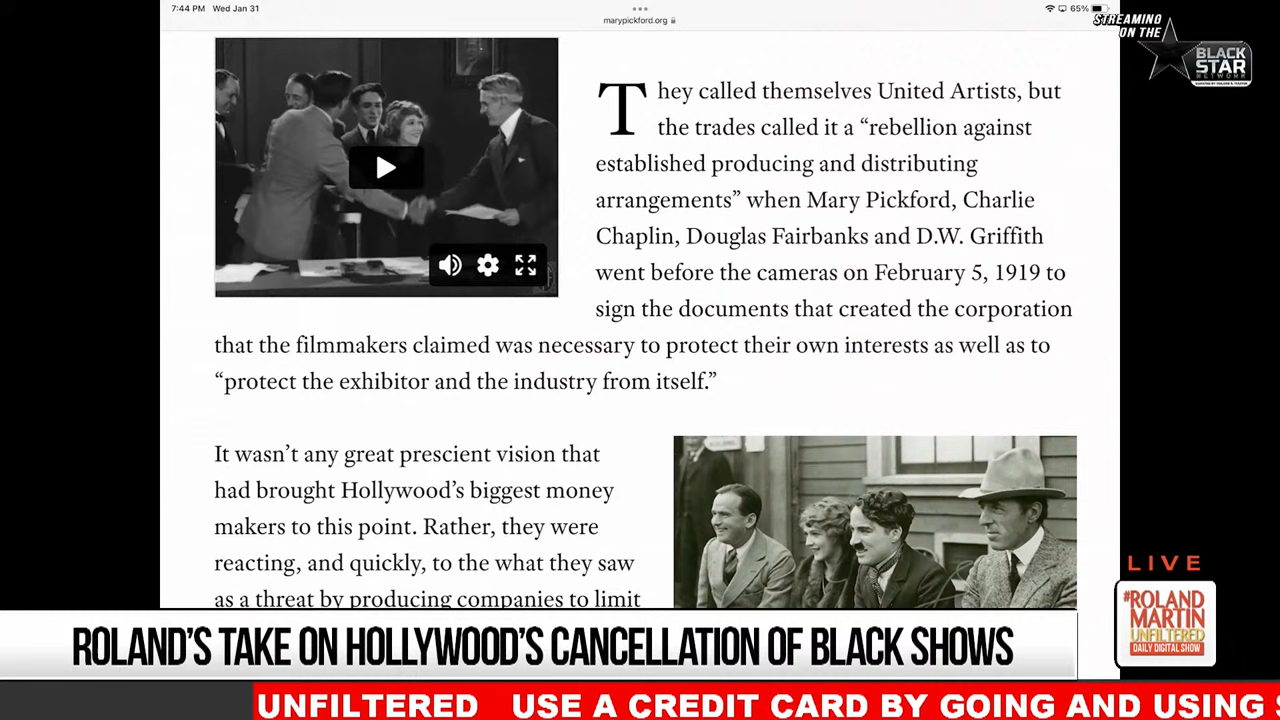 7:44 PM Wed Jan 31
marypickford.org
65%
STREAMING
ON THE
BLACK
STAR
NETWORK
They called themselves United Artists, but
the trades called it a “rebellion against
established producing and distributing
arrangements” when Mary Pickford, Charlie
Chaplin, Douglas Fairbanks and D.W. Griffith
went before the cameras on February 5, 1919 to
sign the documents that created the corporation
that the filmmakers claimed was necessary to protect their own interests as well as to
“protect the exhibitor and the industry from itself.”
It wasn’t any great prescient vision that
had brought Hollywood’s biggest money
makers to this point. Rather, they were
reacting, and quickly, to the what they saw
as a threat by producing companies to limit
LIVE
#ROLAND
MARTIN
UNFILTERED
DAILY DIGITAL SHOW
ROLAND'S TAKE ON HOLLYWOOD'S CANCELLATION OF BLACK SHOWS
UNFILTERED USE A CREDIT CARD BY GOING AND USING